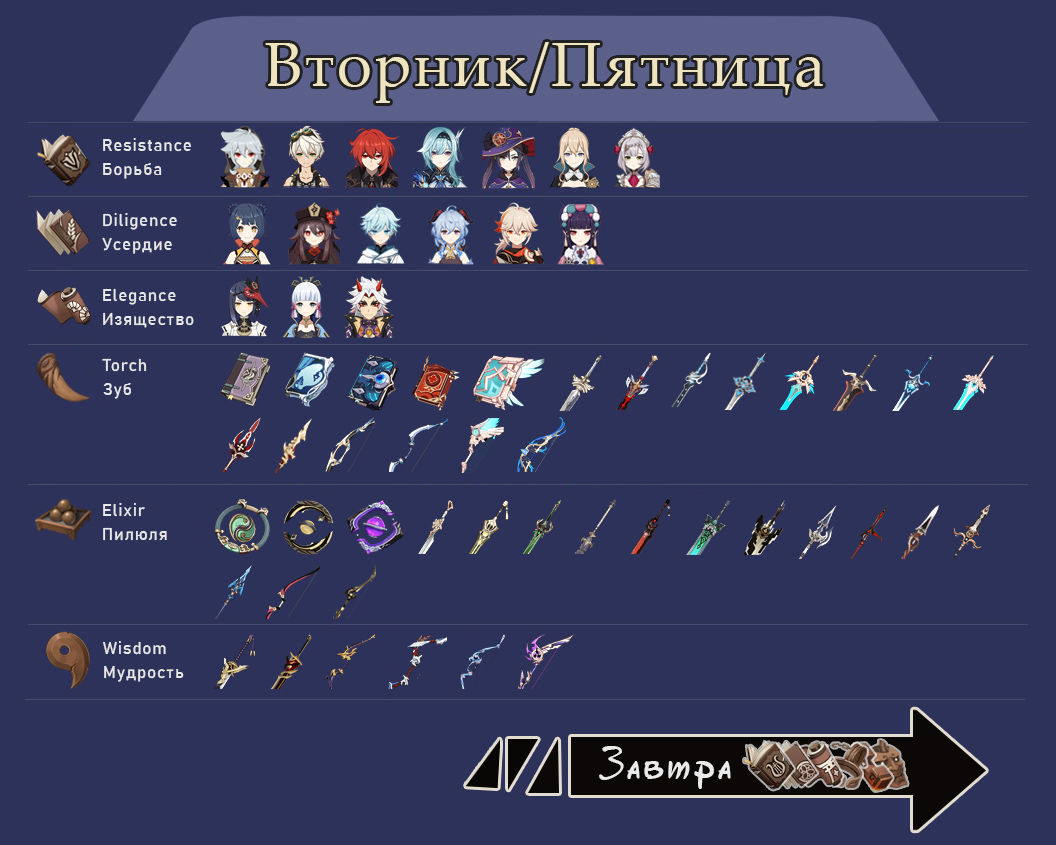 Вторник/Пятница
Resistance
Борьба
Diligence
Усердие
Elegance
Изящество
Torch
Зуб
Elixir
Пилюля
Wisdom
Мудрость
Завтра